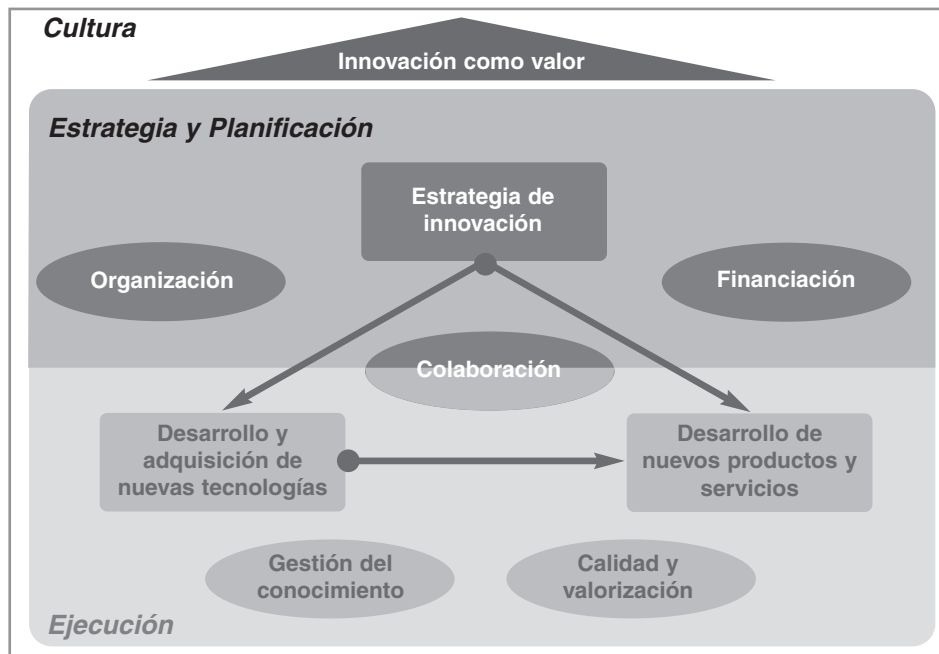 Cultura
Innovación como valor
Estrategia y Planificación
Estrategia de
innovación
Organización
Financiación
Colaboración
Desarrollo y
adquisición de
nuevas tecnologías
Desarrollo de
nuevos productos y
servicios
Gestión del
conocimiento
Calidad y
valorización
Ejecución